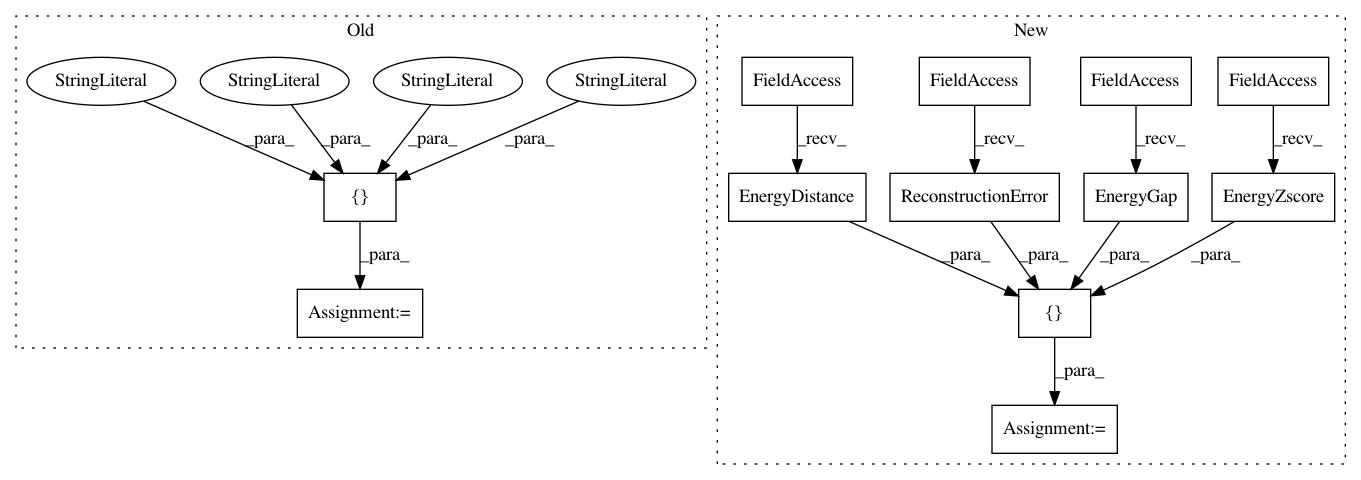 Old
New
StringLiteral StringLiteral StringLiteral StringLiteral
FieldAccess FieldAccess FieldAccess FieldAccess
_para_ _para_ _para_ _para_
_recv_ _recv_ _recv_ _recv_
{}
EnergyDistance ReconstructionError EnergyGap EnergyZscore
_para_
_para_ _para_ _para_ _para_
Assignment:=
{}
_para_
Assignment:=